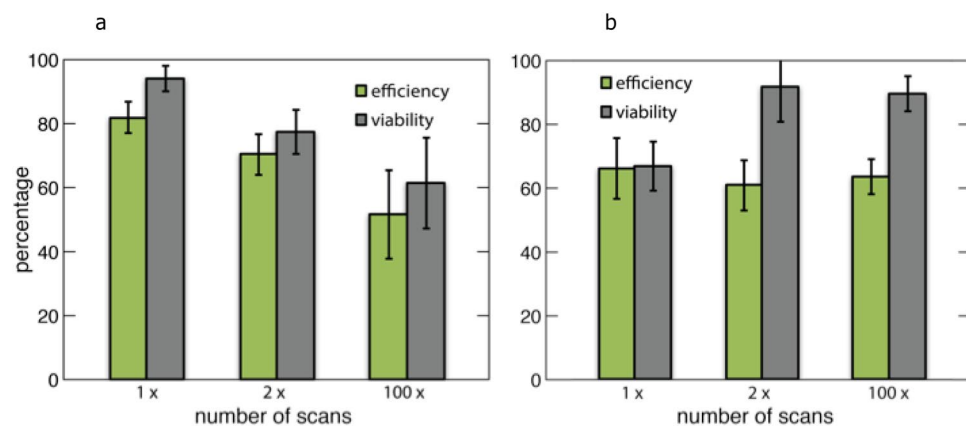 a
b
100
80
60
40
20
0
percentage
efficiency
viability
1 x
2 x
100 x
number of scans
100
80
60
40
20
0
efficiency
viability
1 x
2 x
100 x
number of scans